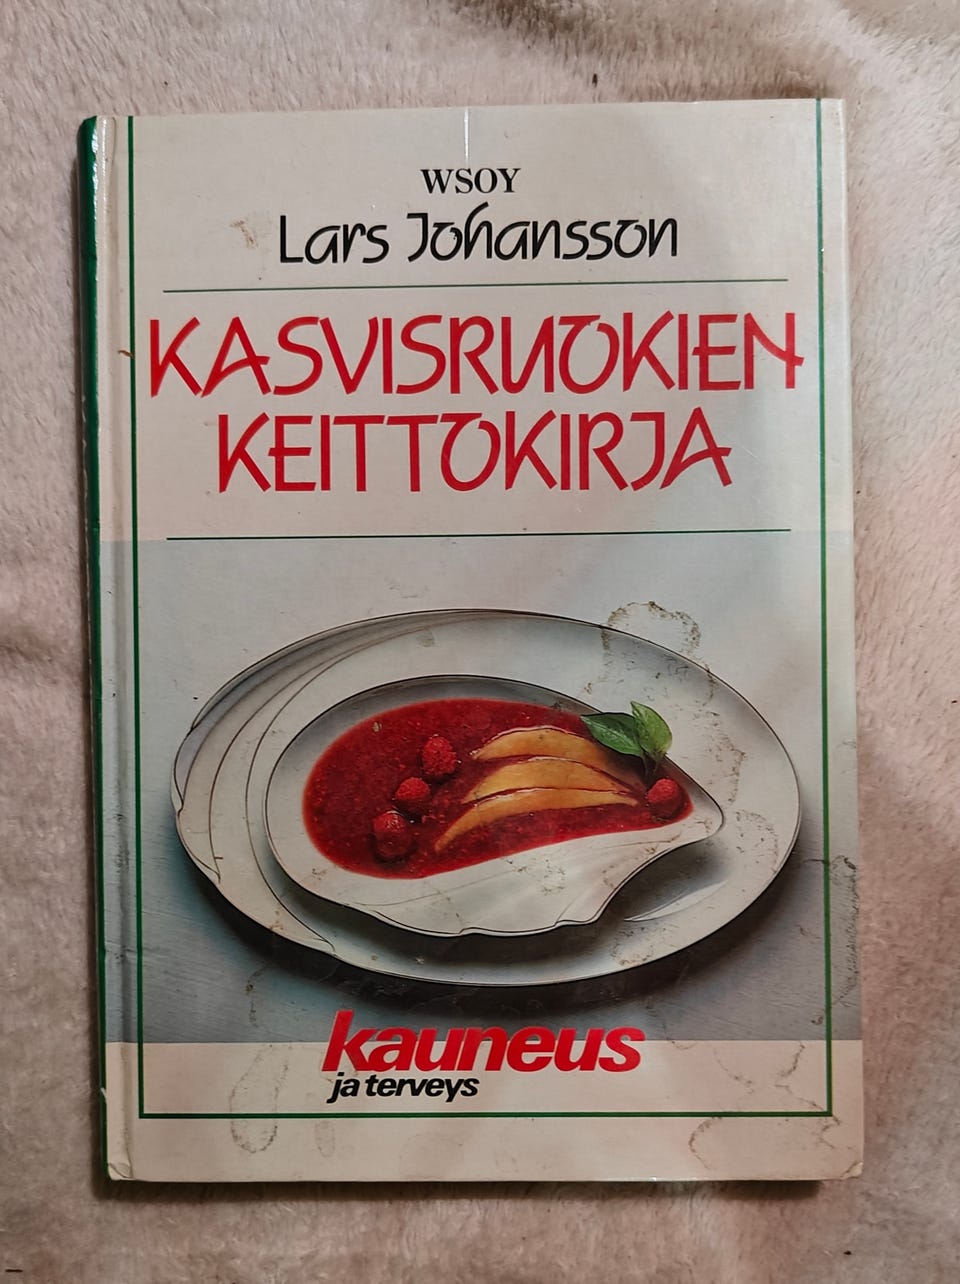 WSOY
Lars Johansson
KASVISRUOKIEN
KEITTOKIRJA
kauneus
ja terveys